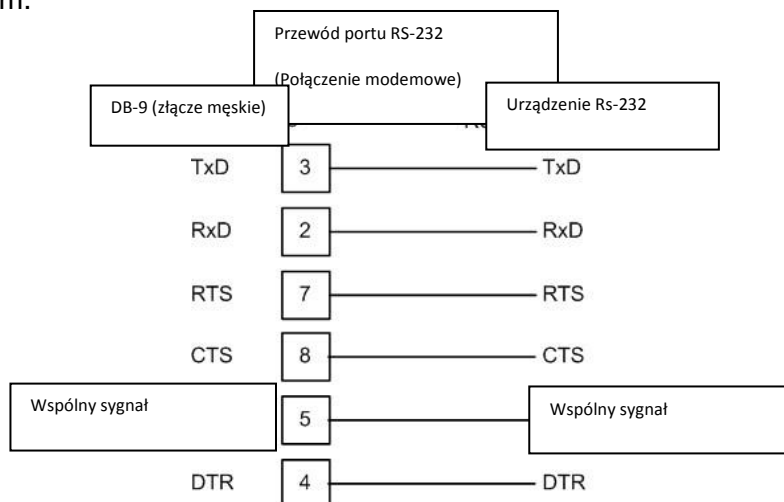 Przewód portu RS-232
(Połączenie modemowe)
DB-9 (złącze męskie)
Urządzenie Rs-232
TxD 3 TxD
RxD 2 RxD
RTS 7 RTS
CTS 8 CTS
Wspólny sygnał 5 Wspólny sygnał
DTR 4 DTR